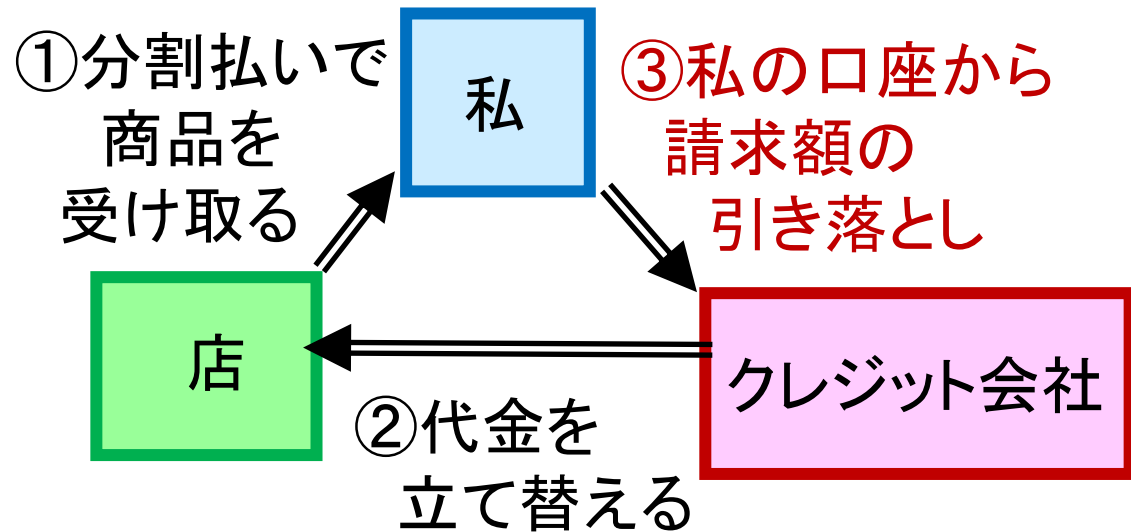 ①分割払いで
商品を
受け取る
私
③私の口座から
請求額の
引き落とし
店
クレジット会社
②代金を
立て替える